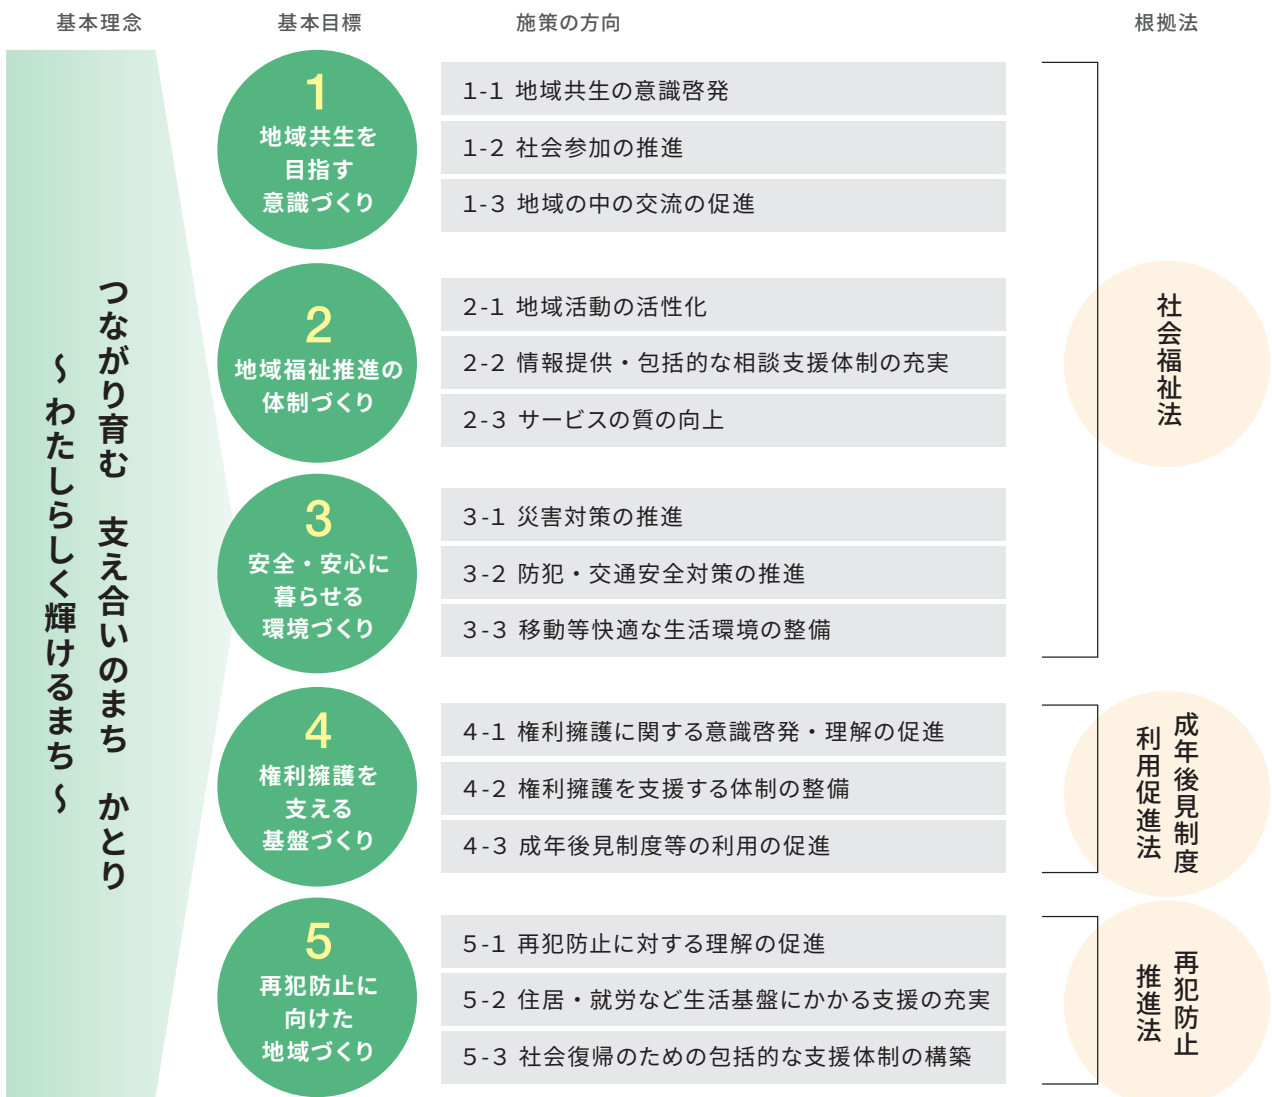 基本理念
基本目標
施策の方向
根拠法
つながり育む　支え合いのまち　かとり
～わたしらしく輝けるまち～
1
地域共生を
目指す
意識づくり
1-1 地域共生の意識啓発
1-2 社会参加の推進
1-3 地域の中の交流の促進
2
地域福祉推進の
体制づくり
2-1 地域活動の活性化
2-2 情報提供・包括的な相談支援体制の充実
2-3 サービスの質の向上
3
安全・安心に
暮らせる
環境づくり
3-1 災害対策の推進
3-2 防犯・交通安全対策の推進
3-3 移動等快適な生活環境の整備
社会福祉法
4
権利擁護を
支える
基盤づくり
4-1 権利擁護に関する意識啓発・理解の促進
4-2 権利擁護を支援する体制の整備
4-3 成年後見制度等の利用の促進
成年後見制度
利用促進法
5
再犯防止に
向けた
地域づくり
5-1 再犯防止に対する理解の促進
5-2 住居・就労など生活基盤にかかる支援の充実
5-3 社会復帰のための包括的な支援体制の構築
再犯防止
推進法